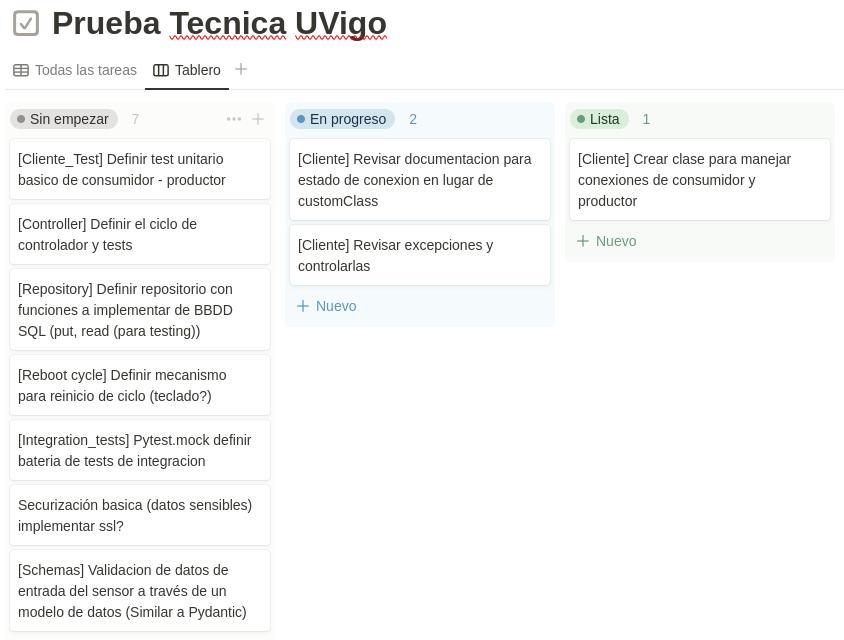 Prueba Tecnica UVigo
Todas las tareas
Tablero
Sin empezar 7
[Cliente_Test] Definir test unitario
basico de consumidor - productor
[Controller] Definir el ciclo de
controlador y tests
[Repository] Definir repositorio con
funciones a implementar de BBDD
SQL (put, read (para testing))
[Reboot cycle] Definir mecanismo
para reinicio de ciclo (teclado?)
[Integration_tests] Pytest.mock definir
bateria de tests de integracion
Securización basica (datos sensibles)
implementar ssl?
[Schemas] Validacion de datos de
entrada del sensor a través de un
modelo de datos (Similar a Pydantic)
En progreso 2
[Cliente] Revisar documentacion para
estado de conexion en lugar de
customClass
[Cliente] Revisar excepciones y
controlarlas
+ Nuevo
Lista 1
[Cliente] Crear clase para manejar
conexiones de consumidor y
productor
+ Nuevo